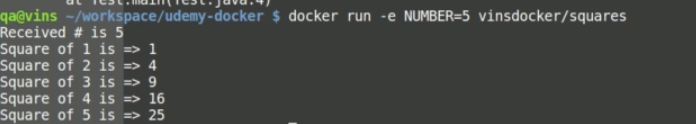 at Test.main(Test.java:4)
qa@vins ~/workspace/udemy-docker $ docker run -e NUMBER=5 vinsdocker/squares
Received # is 5
Square of 1 is => 1
Square of 2 is => 4
Square of 3 is => 9
Square of 4 is => 16
Square of 5 is => 25